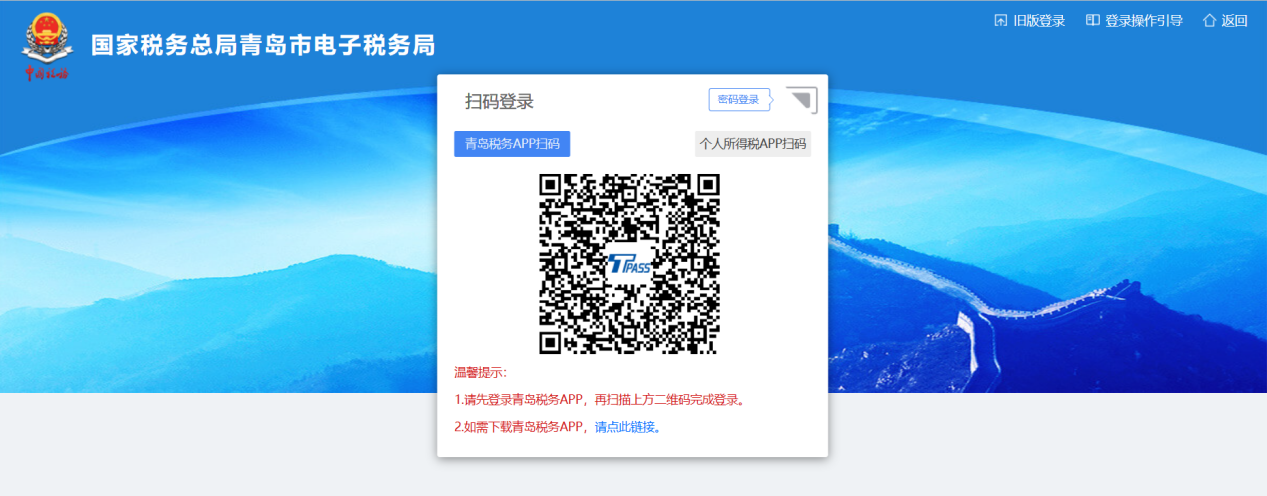 旧版登录 登录操作引导 返回
国家税务总局青岛市电子税务局
中国税务
扫码登录 密码登录
青岛税务APP扫码 个人所得税APP扫码
TPASS
温馨提示：
1.请先登录青岛税务APP，再扫描上方二维码完成登录。
2.如需下载青岛税务APP，请点此链接。